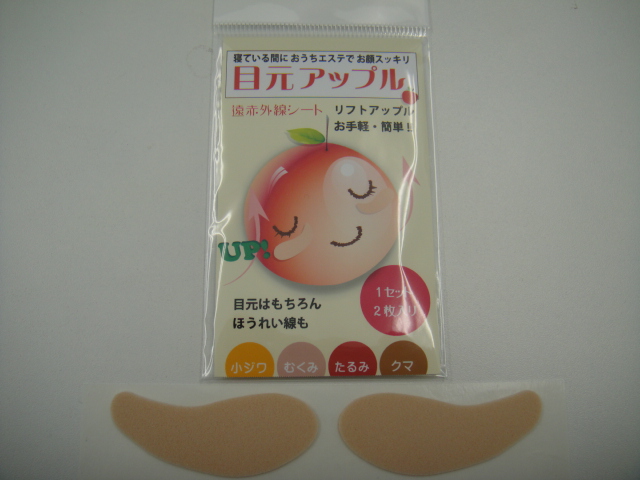 寝ている間に おうちエステで お顔スッキリ
目元アップル
遠赤外線シート
リフトアップル
お手軽・簡単!!
UP!
1セット
2枚入り
目元はもちろん
ほうれい線も
小ジワ
むくみ
たるみ
クマ